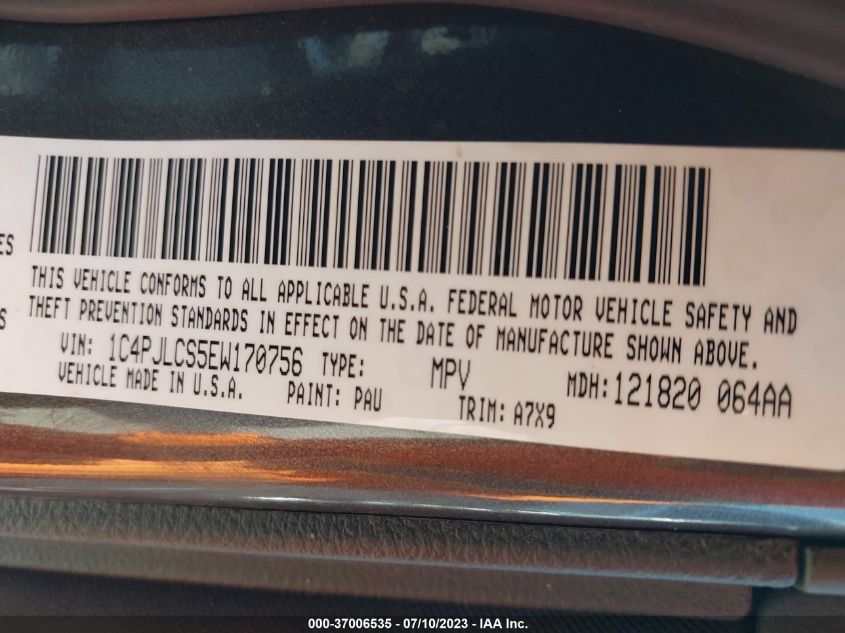 ES
THIS VEHICLE CONFORMS TO ALL APPLICABLE U.S.A. FEDERAL MOTOR VEHICLE SAFETY AND
S
THEFT PREVENTION STANDARDS IN EFFECT ON THE DATE OF MANUFACTURE SHOWN ABOVE.
VIN: 1C4PJLCS5EW170756 TYPE: MPV MDH: 121820 064AA
VEHICLE MADE IN U.S.A. PAINT: PAU TRIM: A7X9
000-37006535 - 07/10/2023 - IAA Inc.